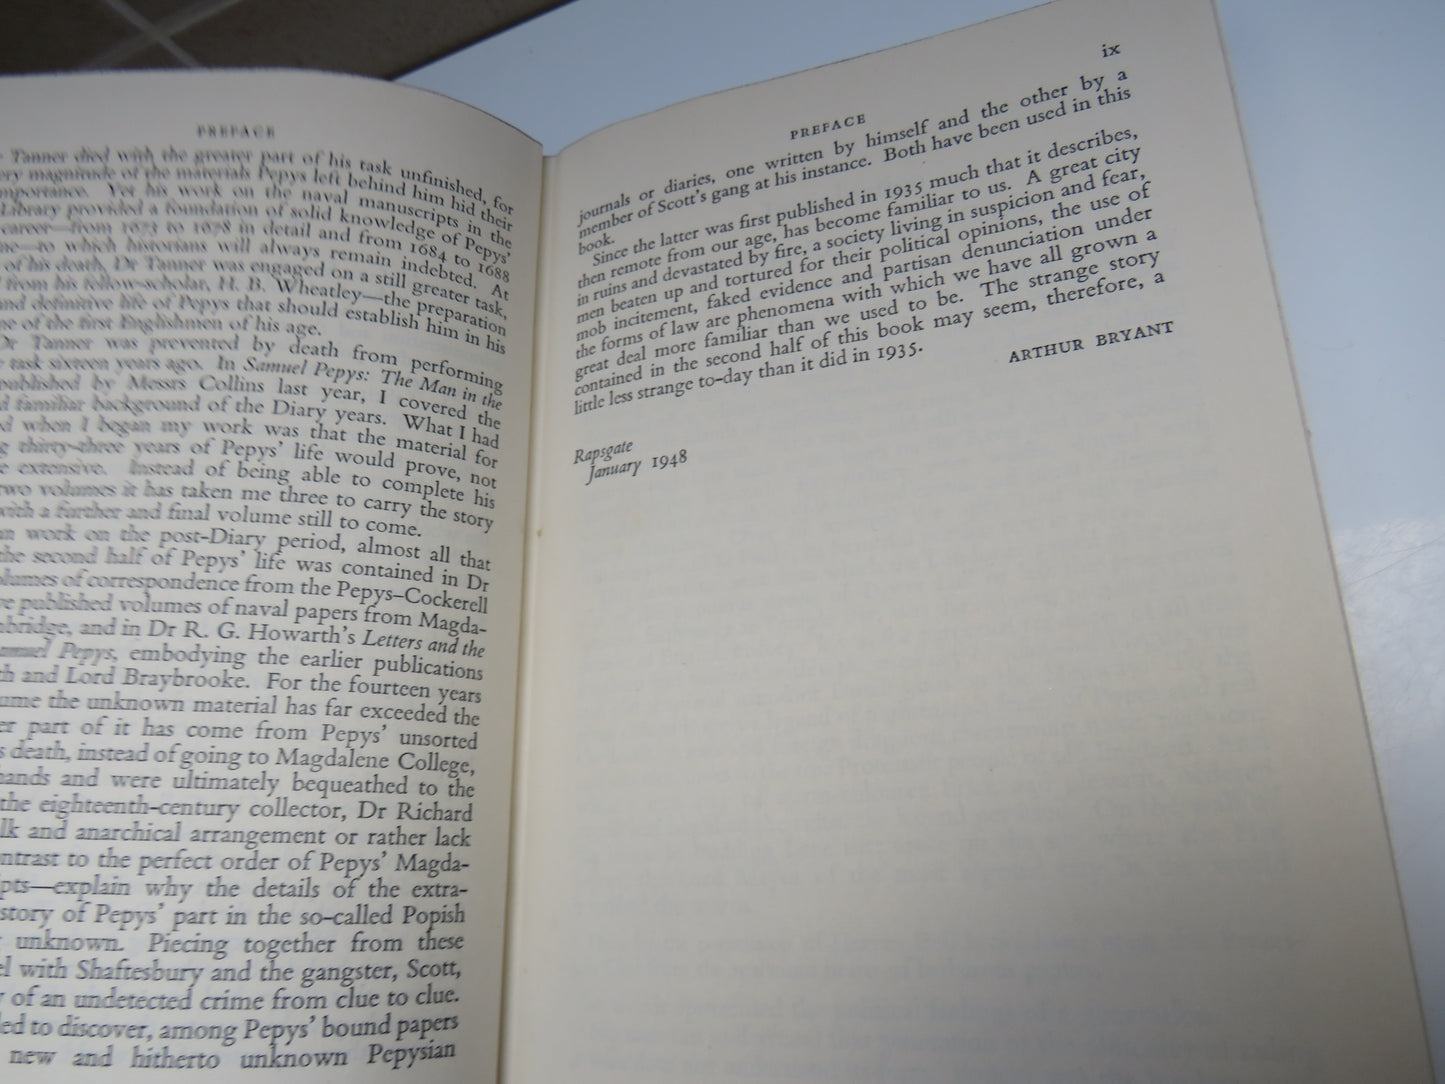 PREFACE
Tanner died with the greater part of his task unfinished, for
magnitude of the materials Pepys left behind him hid their
importance. Yet his work on the naval manuscripts in the
Library provided a foundation of solid knowledge of Pepys'
career—from 1673 to 1678 in detail and from 1684 to 1688
to which historians will always remain indebted. At
of his death, Dr Tanner was engaged on a still greater task,
from his fellow-scholar, H. B. Wheatley—the preparation
and definitive life of Pepys that should establish him in his
of the first Englishmen of his age.
Dr Tanner was prevented by death from performing
task sixteen years ago. In Samuel Pepys: The Man in the
published by Messrs Collins last year, I covered the
familiar background of the Diary years. What I had
when I began my work was that the material for
thirty-three years of Pepys' life would prove, not
extensive. Instead of being able to complete his
two volumes it has taken me three to carry the story
with a further and final volume still to come.
work on the post-Diary period, almost all that
the second half of Pepys' life was contained in Dr
volumes of correspondence from the Pepys-Cockerell
published volumes of naval papers from Magda-
and in Dr R. G. Howarth's Letters and the
Samuel Pepys, embodying the earlier publications
and Lord Braybrooke. For the fourteen years
the unknown material has far exceeded the
part of it has come from Pepys' unsorted
death, instead of going to Magdalene College,
hands and were ultimately bequeathed to the
the eighteenth-century collector, Dr Richard
and anarchical arrangement or rather lack
to the perfect order of Pepys' Magda-
—explain why the details of the extra-
story of Pepys' part in the so-called Popish
unknown. Piecing together from these
with Shaftesbury and the gangster, Scott,
of an undetected crime from clue to clue.
to discover, among Pepys' bound papers
new and hitherto unknown Pepysian
PREFACE ix
journals or diaries, one written by himself and the other by a
member of Scott's gang at his instance. Both have been used in this
book.
Since the latter was first published in 1935 much that it describes,
then remote from our age, has become familiar to us. A great city
in ruins and devastated by fire, a society living in suspicion and fear,
men beaten up and tortured for their political opinions, the use of
mob incitement, faked evidence and partisan denunciation under
the forms of law are phenomena with which we have all grown a
great deal more familiar than we used to be. The strange story
contained in the second half of this book may seem, therefore, a
little less strange to-day than it did in 1935.
ARTHUR BRYANT
Rapsgate
January 1948